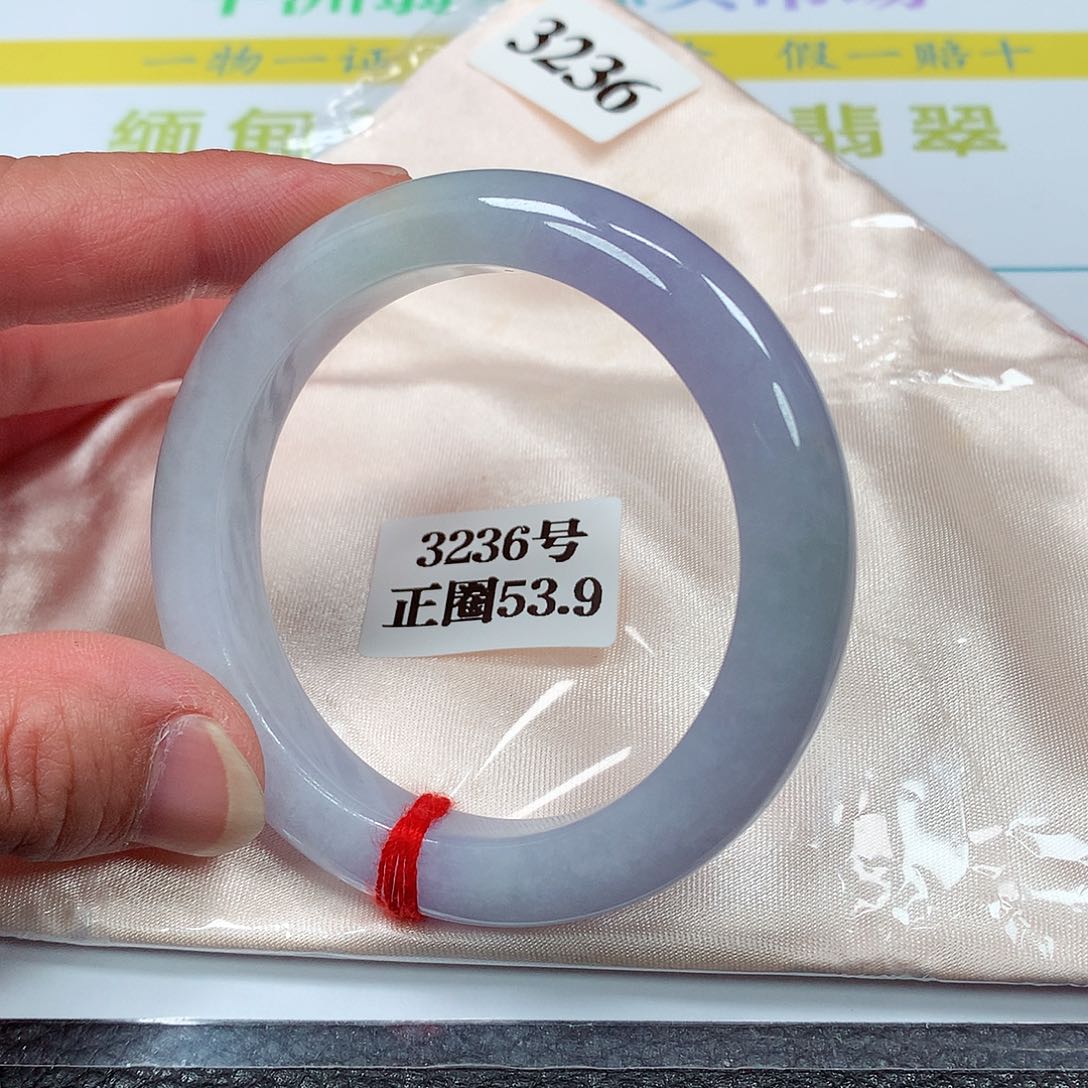 一物一证
假一赔十
缅甸
翡翠
3236
3236号
正圈53.9